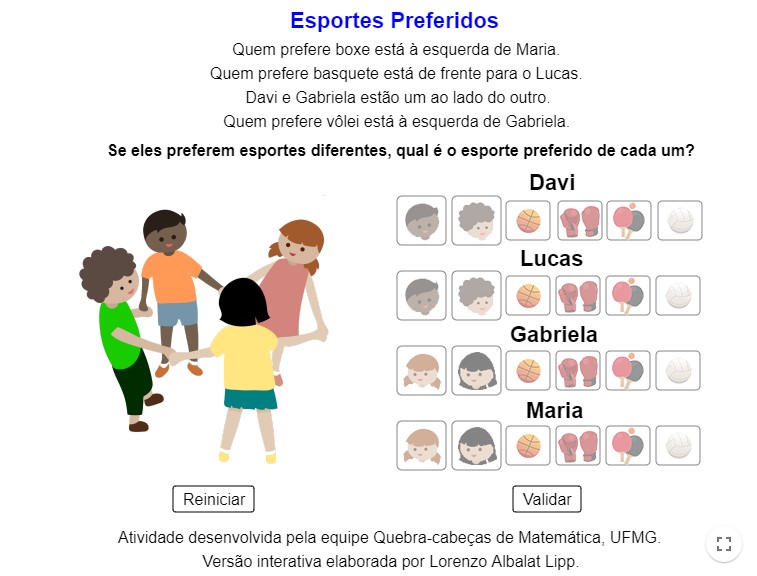 Esportes Preferidos
Quem prefere boxe está à esquerda de Maria.
Quem prefere basquete está de frente para o Lucas.
Davi e Gabriela estão um ao lado do outro.
Quem prefere vôlei está à esquerda de Gabriela.
Se eles preferem esportes diferentes, qual é o esporte preferido de cada um?
Davi
Lucas
Gabriela
Maria
Reiniciar
Validar
Atividade desenvolvida pela equipe Quebra-cabeças de Matemática, UFMG.
Versão interativa elaborada por Lorenzo Albalat Lipp.